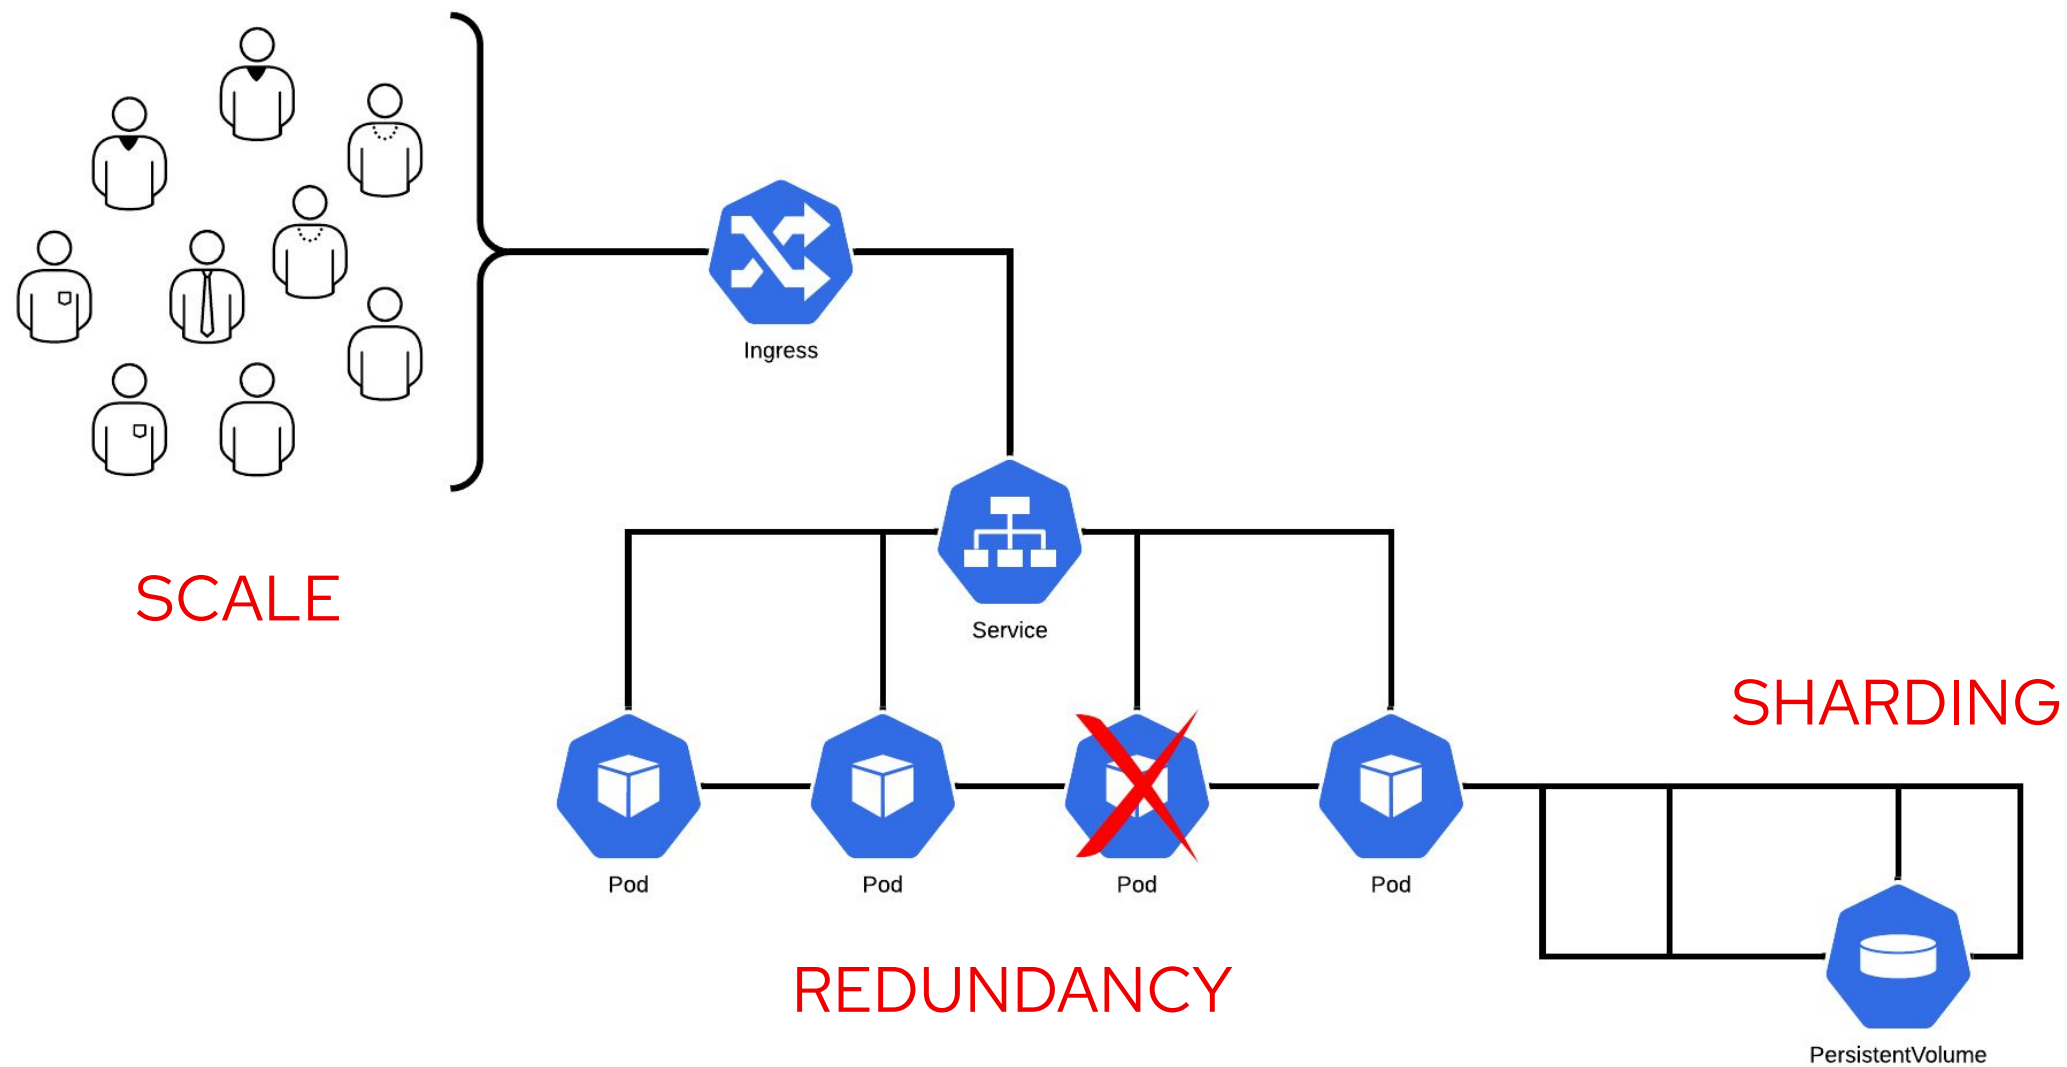 Ingress
SCALE
Service
SHARDING
Pod
Pod
Pod
Pod
REDUNDANCY
PersistentVolume